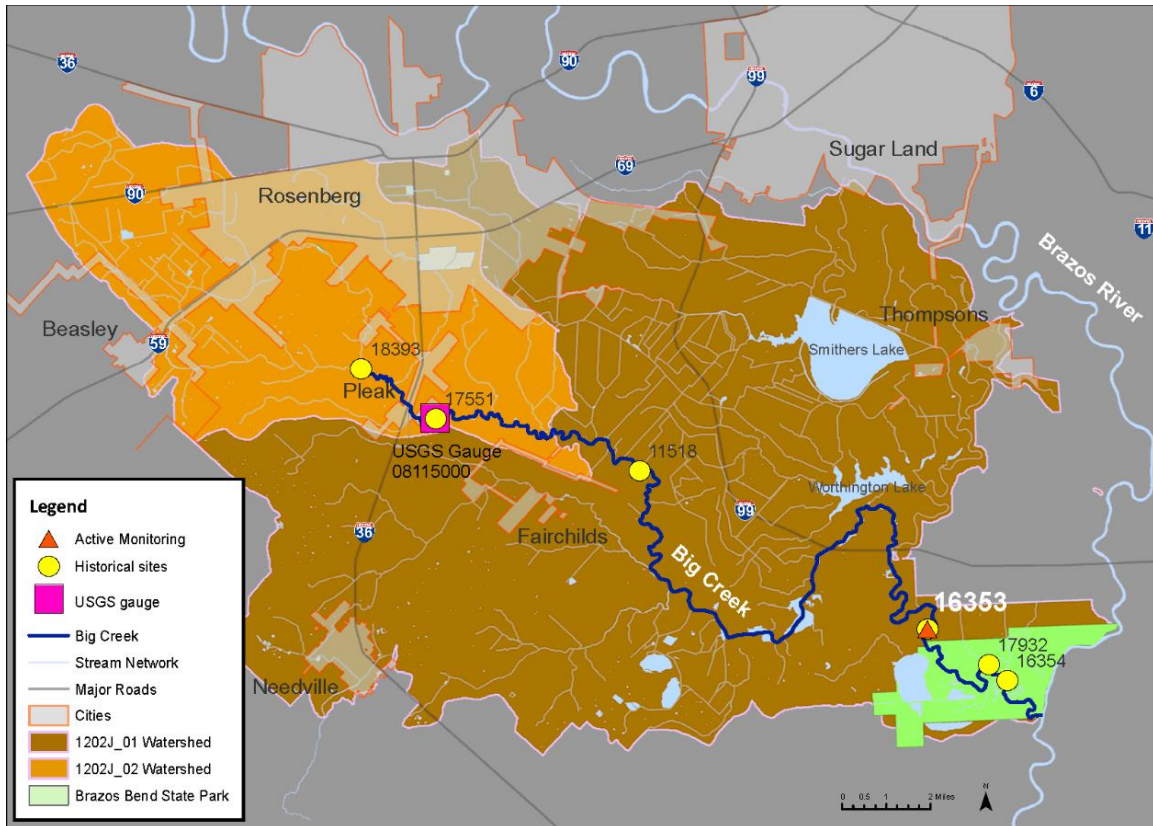 36
90
99
6
Sugar Land
69
90
Rosenberg
11
Brazos River
Beasley
59
Thompsons
Smithers Lake
18393
Pleak
17551
USGS Gauge
08115000
11518
Worthington Lake
99
Fairchilds
36
Big Creek
16353
17932
16354
Needville
Legend
Active Monitoring
Historical sites
USGS gauge
Big Creek
Stream Network
Major Roads
Cities
1202J_01 Watershed
1202J_02 Watershed
Brazos Bend State Park
0 0.5 1 2 Miles
N